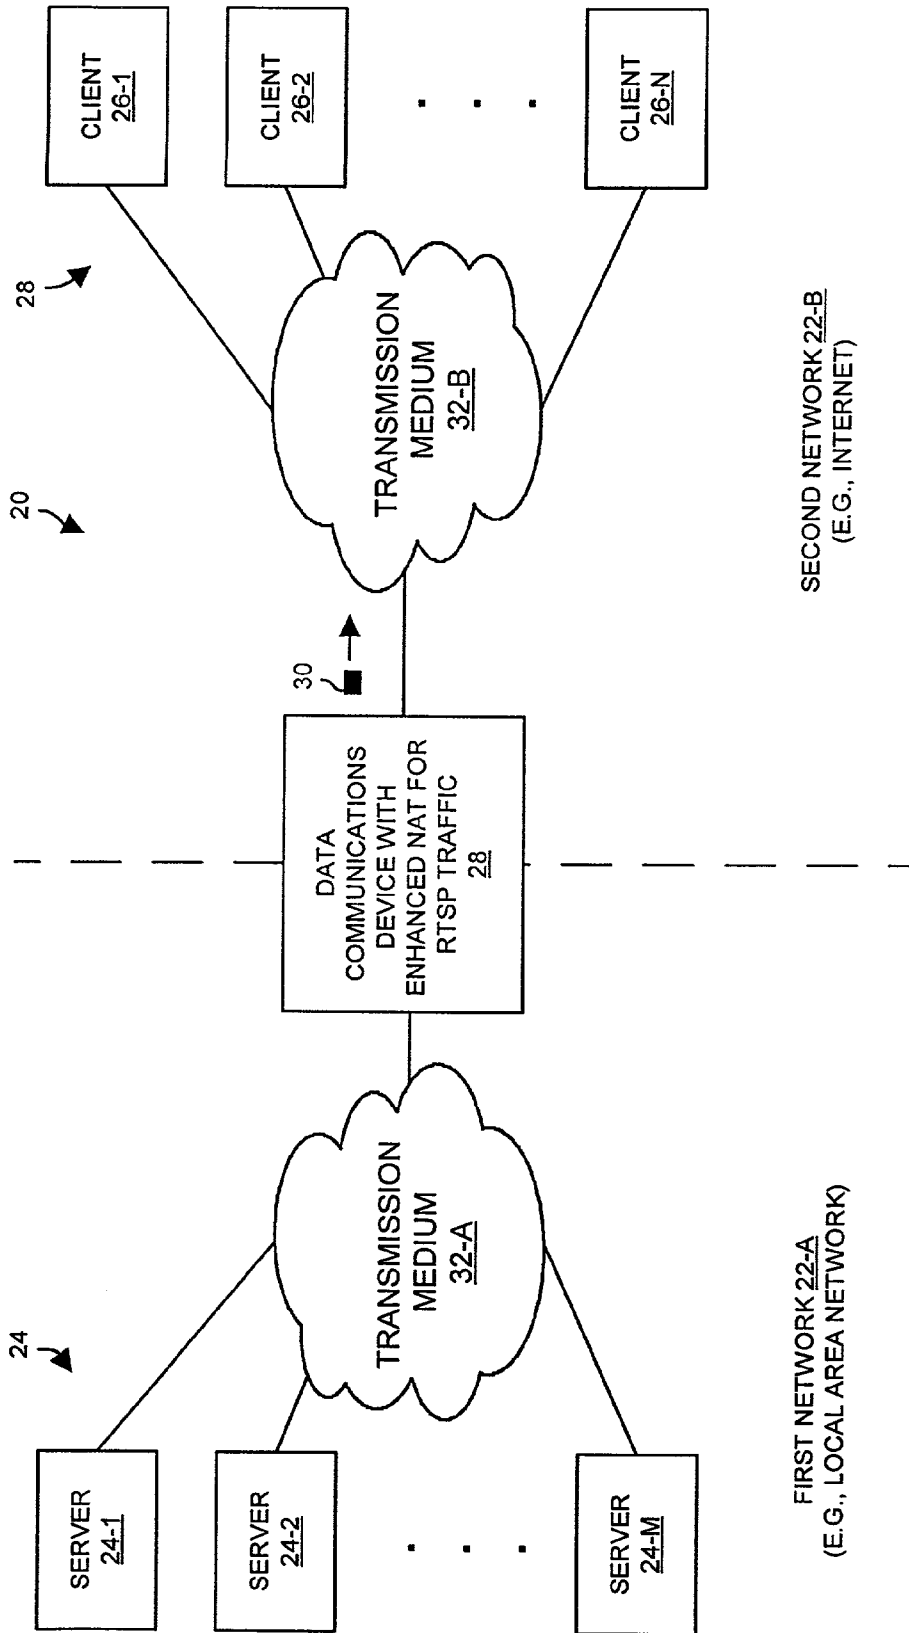 20
24
28
SERVER
24-1
SERVER
24-2
. . .
SERVER
24-M
TRANSMISSION
MEDIUM
32-A
DATA
COMMUNICATIONS
DEVICE WITH
ENHANCED NAT FOR
RTSP TRAFFIC
28
30
TRANSMISSION
MEDIUM
32-B
CLIENT
26-1
CLIENT
26-2
. . .
CLIENT
26-N
FIRST NETWORK 22-A
(E.G., LOCAL AREA NETWORK)
SECOND NETWORK 22-B
(E.G., INTERNET)